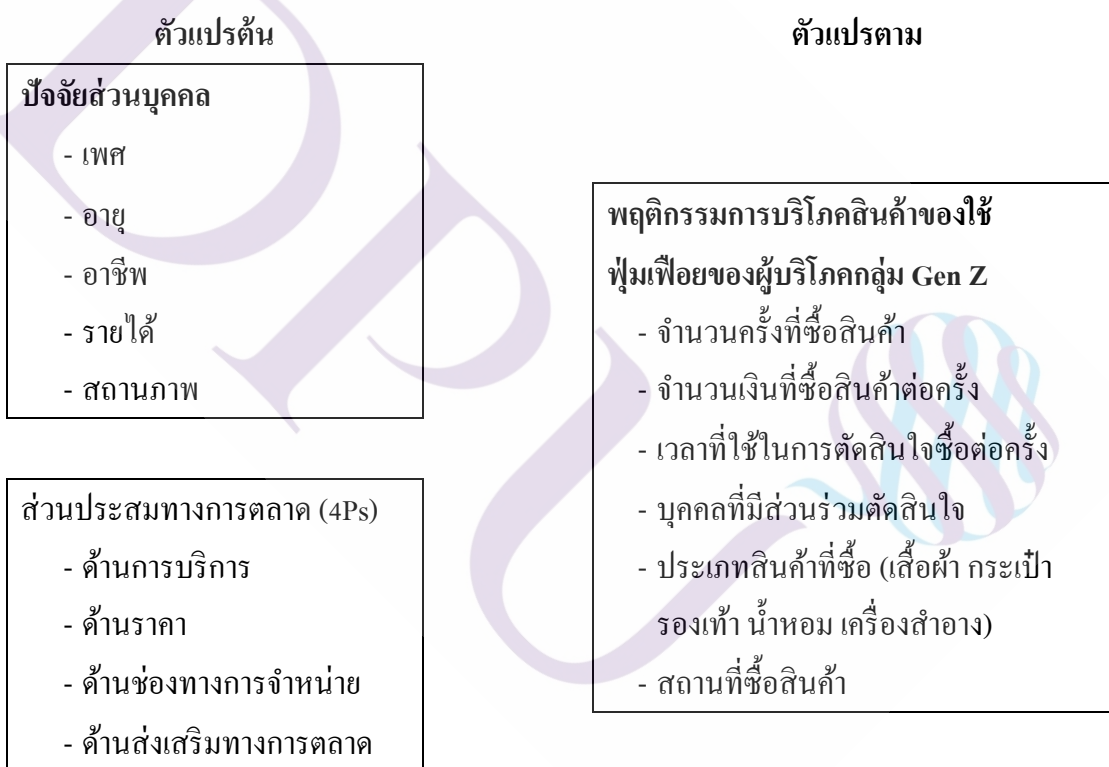 ตัวแปรต้น
ตัวแปรตาม
ปัจจัยส่วนบุคคล
- เพศ
- อายุ
- อาชีพ
- รายได้
- สถานภาพ
ส่วนประสมทางการตลาด (4Ps)
- ด้านการบริการ
- ด้านราคา
- ด้านช่องทางการจำหน่าย
- ด้านส่งเสริมทางการตลาด
พฤติกรรมการบริโภคสินค้าของใช้
ฟุ่มเฟือยของผู้บริโภคกลุ่ม Gen Z
- จำนวนครั้งที่ซื้อสินค้า
- จำนวนเงินที่ซื้อสินค้าต่อครั้ง
- เวลาที่ใช้ในการตัดสินใจซื้อต่อครั้ง
- บุคคลที่มีส่วนร่วมตัดสินใจ
- ประเภทสินค้าที่ซื้อ (เสื้อผ้า กระเป๋า
รองเท้า น้ำหอม เครื่องสำอาง)
- สถานที่ซื้อสินค้า
DPU